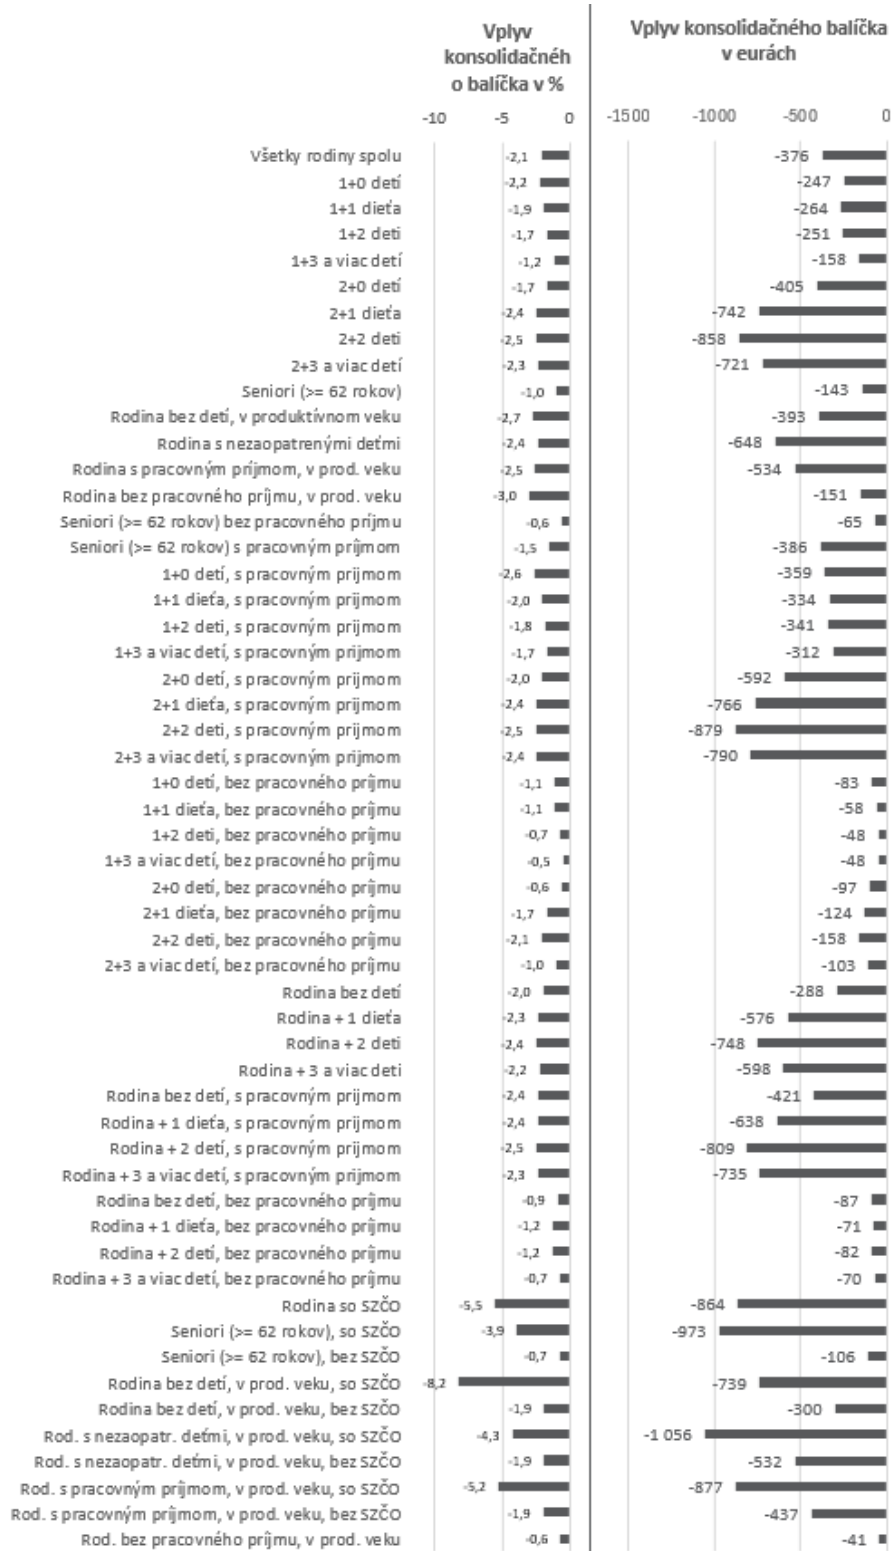 Vplyv
konsolidačnéh
o balíčka v %
Vplyv konsolidačného balíčka
v eurách
-10 -5 0 -1500 -1000 -500 0
Všetky rodiny spolu -2,1 -376
1+0 detí -2,2 -247
1+1 dieťa -1,9 -264
1+2 deti -1,7 -251
1+3 a viac detí -1,2 -158
2+0 detí -1,7 -405
2+1 dieťa -2,4 -742
2+2 deti -2,5 -858
2+3 a viac detí -2,3 -721
Seniori (>= 62 rokov) -1,0 -143
Rodina bez detí, v produktívnom veku -2,7 -393
Rodina s nezaopatrenými deťmi -2,4 -648
Rodina s pracovným príjmom, v prod. veku -2,5 -534
Rodina bez pracovného príjmu, v prod. veku -3,0 -151
Seniori (>= 62 rokov) bez pracovného príjmu -0,6 -65
Seniori (>= 62 rokov) s pracovným príjmom -1,5 -386
1+0 detí, s pracovným prijmom -2,6 -359
1+1 dieťa, s pracovným prijmom -2,0 -334
1+2 deti, s pracovným prijmom -1,8 -341
1+3 a viac detí, s pracovným prijmom -1,7 -312
2+0 detí, s pracovným prijmom -2,0 -592
2+1 dieťa, s pracovným prijmom -2,4 -766
2+2 deti, s pracovným prijmom -2,5 -879
2+3 a viac detí, s pracovným prijmom -2,4 -790
1+0 detí, bez pracovného príjmu -1,1 -83
1+1 dieťa, bez pracovného príjmu -1,1 -58
1+2 deti, bez pracovného príjmu -0,7 -48
1+3 a viac detí, bez pracovného príjmu -0,5 -48
2+0 detí, bez pracovného príjmu -0,6 -97
2+1 dieťa, bez pracovného príjmu -1,7 -124
2+2 deti, bez pracovného príjmu -2,1 -158
2+3 a viac detí, bez pracovného príjmu -1,0 -103
Rodina bez detí -2,0 -288
Rodina + 1 dieťa -2,3 -576
Rodina + 2 deti -2,4 -748
Rodina + 3 a viac deti -2,2 -598
Rodina bez detí, s pracovným prijmom -2,4 -421
Rodina + 1 dieťa, s pracovným prijmom -2,4 -638
Rodina + 2 detí, s pracovným prijmom -2,5 -809
Rodina + 3 a viac detí, s pracovným prijmom -2,3 -735
Rodina bez detí, bez pracovného príjmu -0,9 -87
Rodina + 1 dieťa, bez pracovného príjmu -1,2 -71
Rodina + 2 detí, bez pracovného príjmu -1,2 -82
Rodina + 3 a viac detí, bez pracovného príjmu -0,7 -70
Rodina so SZČO -5,5 -864
Seniori (>= 62 rokov), so SZČO -3,9 -973
Seniori (>= 62 rokov), bez SZČO -0,7 -106
Rodina bez detí, v prod. veku, so SZČO -8,2 -739
Rodina bez detí, v prod. veku, bez SZČO -1,9 -300
Rod. s nezaopatr. deťmi, v prod. veku, so SZČO -4,3 -1 056
Rod. s nezaopatr. deťmi, v prod. veku, bez SZČO -1,9 -532
Rod. s pracovným príjmom, v prod. veku, so SZČO -5,2 -877
Rod. s pracovným príjmom, v prod. veku, bez SZČO -1,9 -437
Rod. bez pracovného príjmu, v prod. veku -0,6 -41